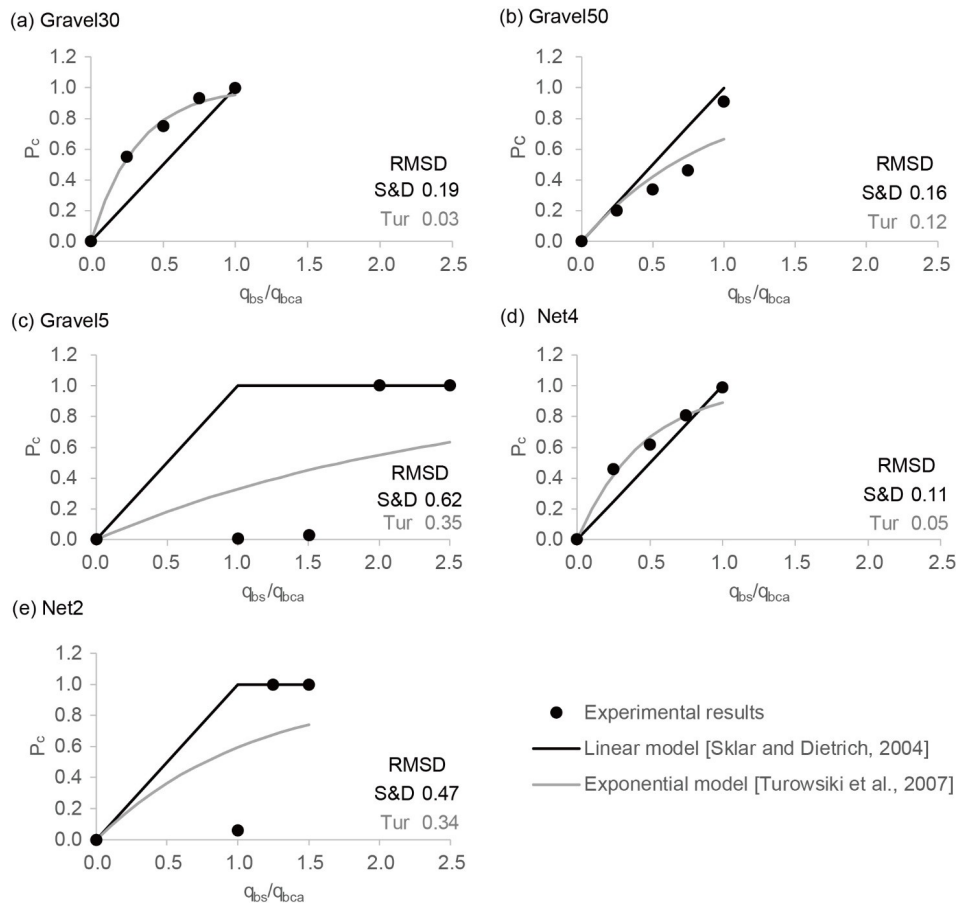 (a) Gravel30
1.2
1.0
0.8
0.6
0.4
0.2
0.0
Pc
RMSD
S&D 0.19
Tur 0.03
0.0 0.5 1.0 1.5 2.0 2.5
qbs/qbca
(b) Gravel50
1.2
1.0
0.8
0.6
0.4
0.2
0.0
Pc
RMSD
S&D 0.16
Tur 0.12
0.0 0.5 1.0 1.5 2.0 2.5
qbs/qbca
(c) Gravel5
1.2
1.0
0.8
0.6
0.4
0.2
0.0
Pc
RMSD
S&D 0.62
Tur 0.35
0.0 0.5 1.0 1.5 2.0 2.5
qbs/qbca
(d) Net4
1.2
1.0
0.8
0.6
0.4
0.2
0.0
Pc
RMSD
S&D 0.11
Tur 0.05
0.0 0.5 1.0 1.5 2.0 2.5
qbs/qbca
(e) Net2
1.2
1.0
0.8
0.6
0.4
0.2
0.0
Pc
RMSD
S&D 0.47
Tur 0.34
0.0 0.5 1.0 1.5 2.0 2.5
qbs/qbca
Experimental results
Linear model [Sklar and Dietrich, 2004]
Exponential model [Turowsiki et al., 2007]